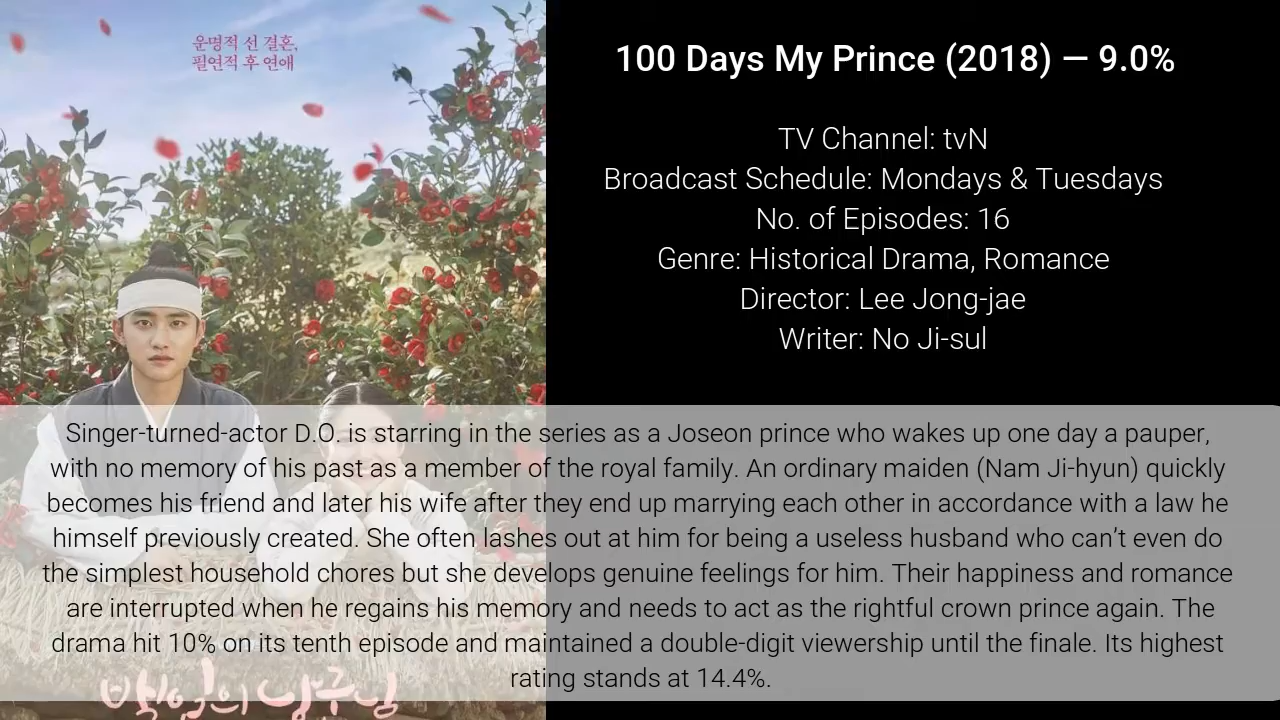 운명적 선 결혼,
필연적 후 연애
100 Days My Prince (2018) — 9.0%
TV Channel: tvN
Broadcast Schedule: Mondays & Tuesdays
No. of Episodes: 16
Genre: Historical Drama, Romance
Director: Lee Jong-jae
Writer: No Ji-sul
Singer-turned-actor D.O. is starring in the series as a Joseon prince who wakes up one day a pauper,
with no memory of his past as a member of the royal family. An ordinary maiden (Nam Ji-hyun) quickly
becomes his friend and later his wife after they end up marrying each other in accordance with a law he
himself previously created. She often lashes out at him for being a useless husband who can’t even do
the simplest household chores but she develops genuine feelings for him. Their happiness and romance
are interrupted when he regains his memory and needs to act as the rightful crown prince again. The
drama hit 10% on its tenth episode and maintained a double-digit viewership until the finale. Its highest
rating stands at 14.4%.
백일의 낭군님